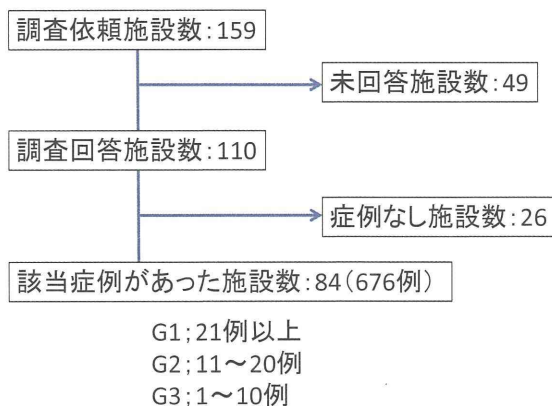 調査依頼施設数:159
未回答施設数:49
調査回答施設数:110
症例なし施設数:26
該当症例があった施設数:84(676例)
G1;21例以上
G2;11〜20例
G3;1〜10例